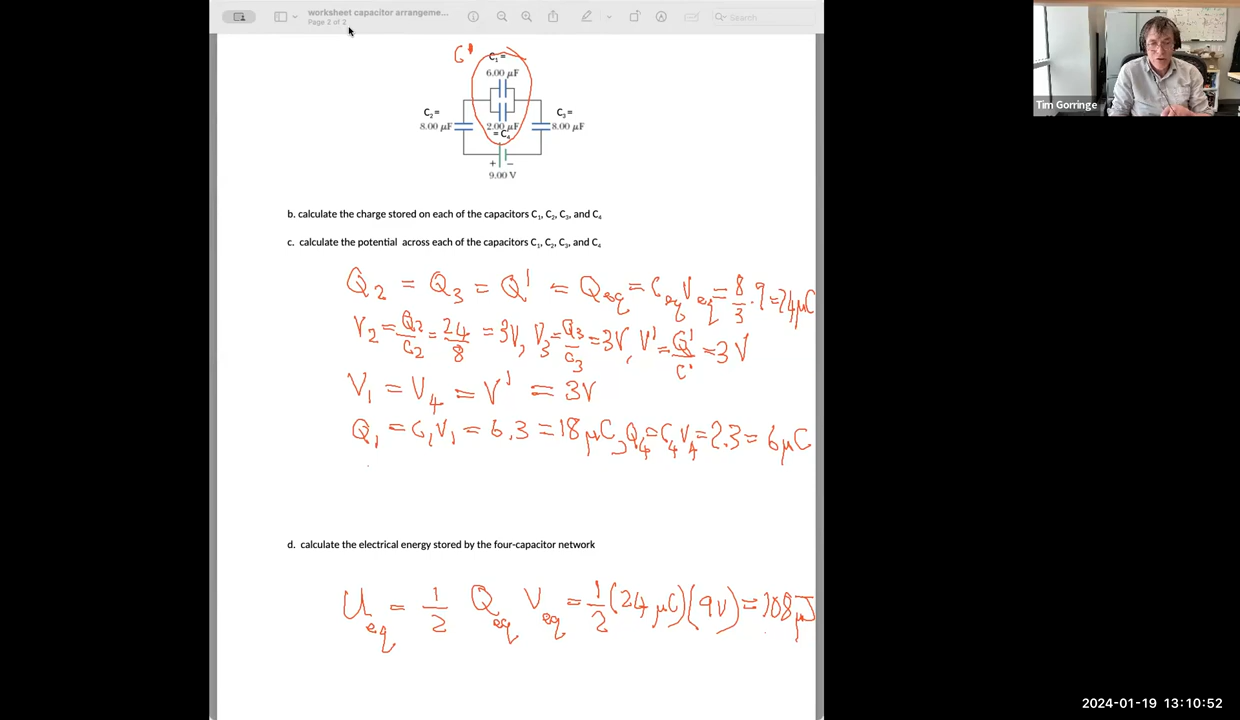 worksheet capacitor arrangeme...
Page 2 of 2
Search
C'
C₁ =
6.00 µF
C₂ =
8.00 µF
C₃ =
8.00 µF
2.00 µF
= C₄
+ −
9.00 V
Tim Gorringe
b. calculate the charge stored on each of the capacitors C₁, C₂, C₃, and C₄
c. calculate the potential across each of the capacitors C₁, C₂, C₃, and C₄
Q₂ = Q₃ = Q' = Q_eq = C_eq V_eq = 8/3 . 9 = 24 µC
V₂ = Q₂/C₂ = 24/8 = 3V, V₃ = Q₃/C₃ = 3V, V' = Q'/C' = 3V
V₁ = V₄ = V' = 3V
Q₁ = C₁V₁ = 6.3 = 18 µC, Q₄ = C₄V₄ = 2.3 = 6 µC
d. calculate the electrical energy stored by the four-capacitor network
U_eq = 1/2 Q_eq V_eq = 1/2 (24 µC)(9V) = 108 µJ
2024-01-19 13:10:52